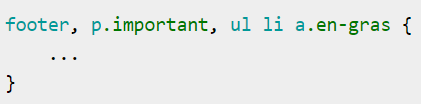 footer, p.important, ul li a.en-gras {
    ...
}